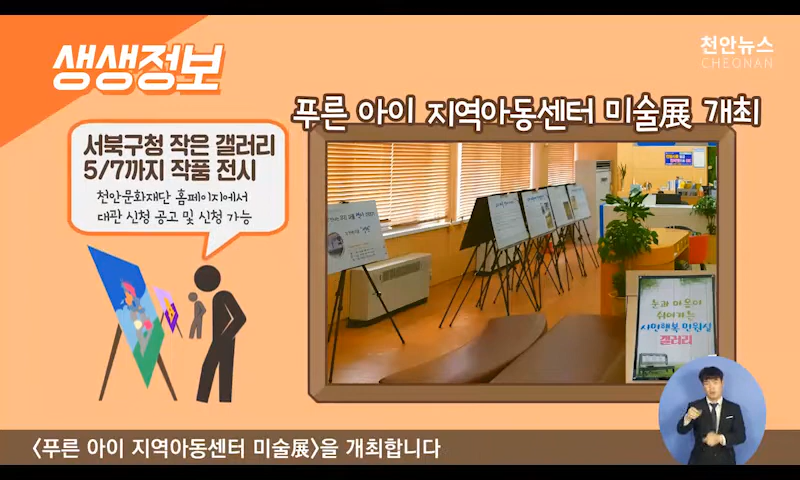 생생정보
천안뉴스
CHEONAN
푸른 아이 지역아동센터 미술展 개최
서북구청 작은 갤러리
5/7까지 작품 전시
천안문화재단 홈페이지에서
대관 신청 공고 및 신청 가능
눈과 마음이
쉬어가는
시민행복 민원실
갤러리
<푸른 아이 지역아동센터 미술展>을 개최합니다